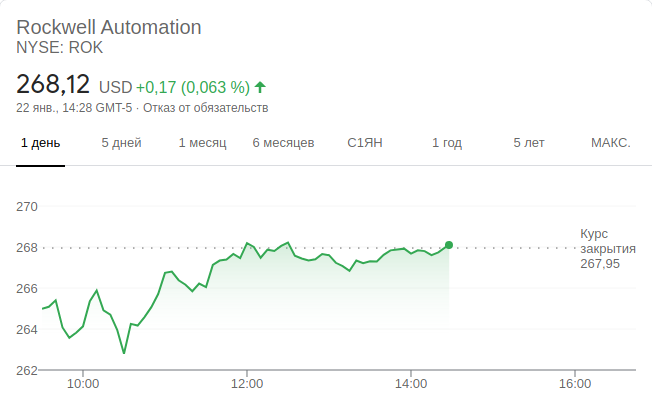 Rockwell Automation
NYSE: ROK
268,12 USD +0,17 (0,063 %)
22 янв., 14:28 GMT-5 · Отказ от обязательств
1 день 5 дней 1 месяц 6 месяцев С1ЯН 1 год 5 лет МАКС.
270
268
266
264
262
Курс
закрытия
267,95
10:00 12:00 14:00 16:00